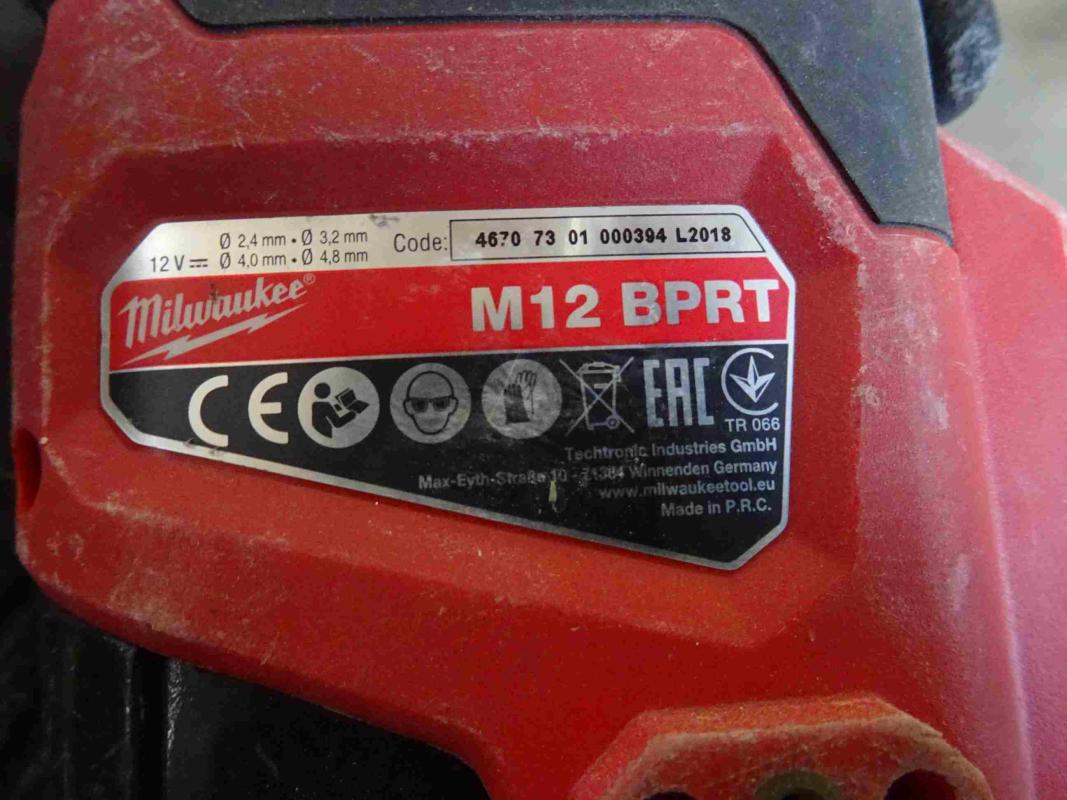 Ø 2,4 mm • Ø 3,2 mm
12 V⎓ Ø 4,0 mm • Ø 4,8 mm
Code: 4670 73 01 000394 L2018
Milwaukee®
M12 BPRT
CE
EAC
TR 066
Techtronic Industries GmbH
Max-Eyth-Straße 10 - 71364 Winnenden Germany
www.milwaukeetool.eu
Made in P.R.C.